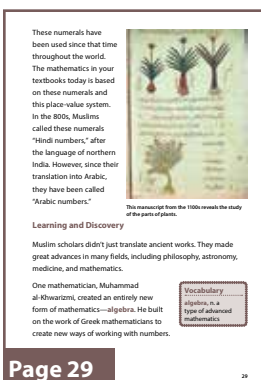 These numerals have
been used since that time
throughout the world.
The mathematics in your
textbooks today is based
on these numerals and
this place-value system.
In the 800s, Muslims
called these numerals
“Hindi numbers,” after
the language of northern
India. However, since their
translation into Arabic,
they have been called
“Arabic numbers.”
This manuscript from the 1100s reveals the study
of the parts of plants.
Learning and Discovery
Muslim scholars didn’t just translate ancient works. They made
great advances in many fields, including philosophy, astronomy,
medicine, and mathematics.
One mathematician, Muhammad
al-Khwarizmi, created an entirely new
form of mathematics—algebra. He built
on the work of Greek mathematicians to
create new ways of working with numbers.
Vocabulary
algebra, n. a
type of advanced
mathematics
29
Page 29